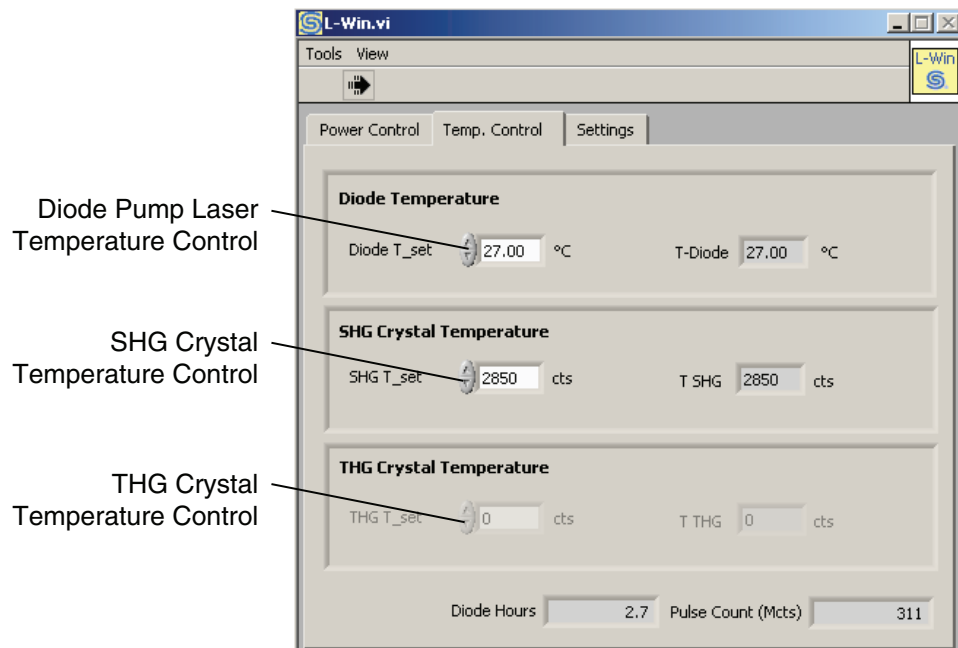 L-Win.vi
Tools View
L-Win
Power Control Temp. Control Settings
Diode Temperature
Diode Pump Laser
Temperature Control
Diode T_set 27.00 °C T-Diode 27.00 °C
SHG Crystal Temperature
SHG Crystal
Temperature Control
SHG T_set 2850 cts T SHG 2850 cts
THG Crystal Temperature
THG Crystal
Temperature Control
THG T_set 0 cts T THG 0 cts
Diode Hours 2.7 Pulse Count (Mcts) 311